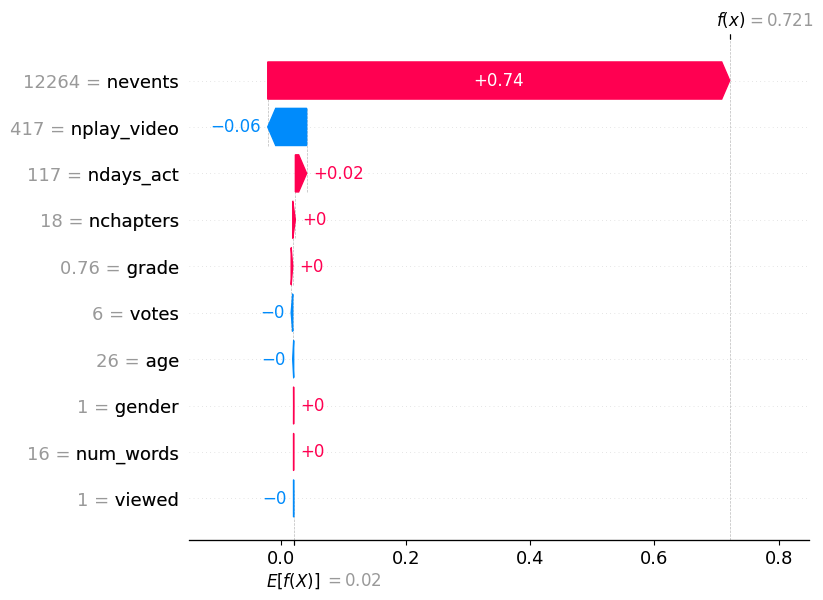 f(x) = 0.721
12264 = nevents +0.74
417 = nplay_video −0.06
117 = ndays_act +0.02
18 = nchapters +0
0.76 = grade +0
6 = votes −0
26 = age −0
1 = gender +0
16 = num_words +0
1 = viewed −0
0.0 0.2 0.4 0.6 0.8
E[f(X)] = 0.02